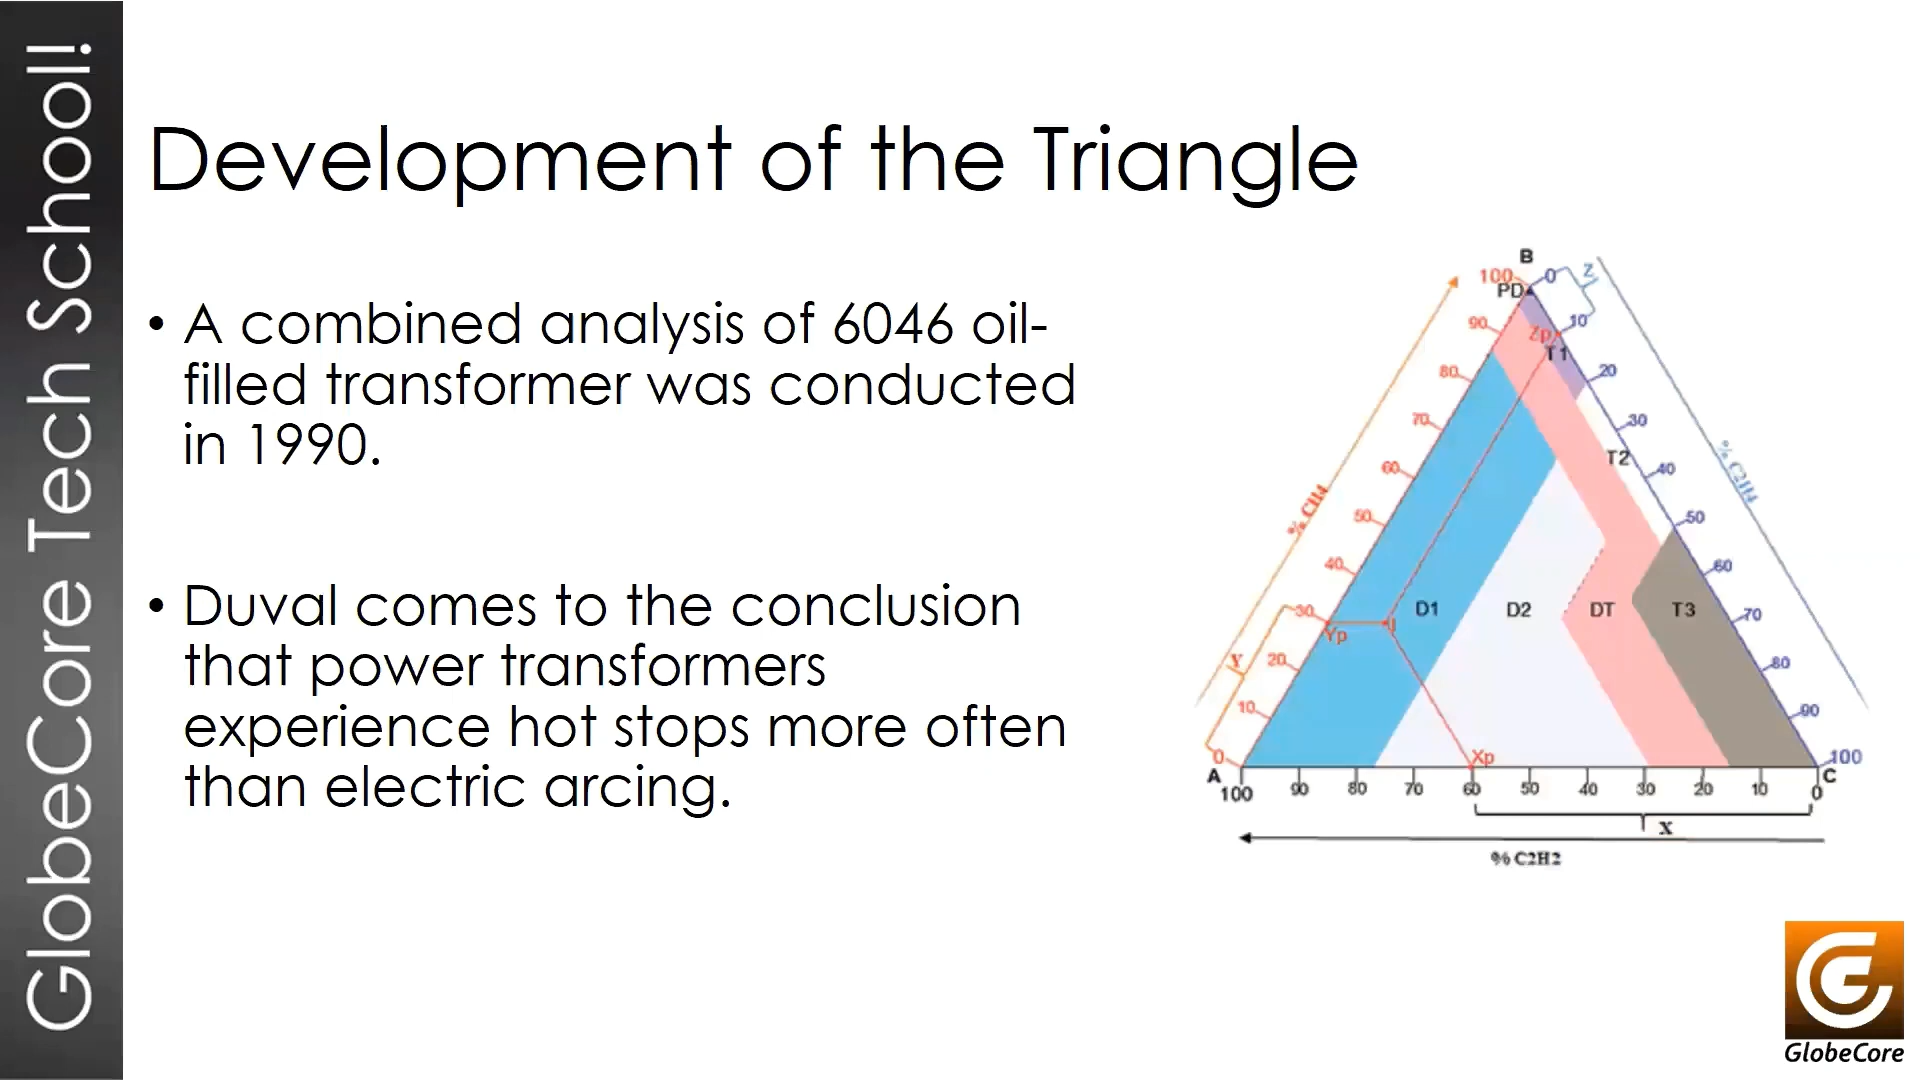 GlobeCore Tech School!
Development of the Triangle
• A combined analysis of 6046 oil-
filled transformer was conducted
in 1990.
• Duval comes to the conclusion
that power transformers
experience hot stops more often
than electric arcing.
B
100
0
Z
PD
90
Zp
10
T1
80
20
70
30
T2
60
40
% CH4
% C2H4
50
50
40
60
30
D1
D2
DT
T3
70
Yp
I
Y
20
80
10
90
0
Xp
100
A
C
100
90
80
70
60
50
40
30
20
10
0
X
% C2H2
GlobeCore